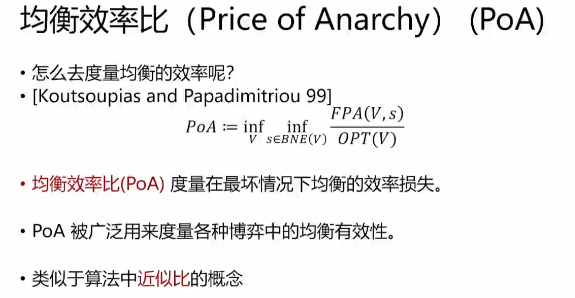 均衡效率比（Price of Anarchy）(PoA)
• 怎么去度量均衡的效率呢？
• [Koutsoupias and Papadimitriou 99]
PoA ≔ inf_V inf_{s∈BNE(V)} FPA(V,s) / OPT(V)
• 均衡效率比(PoA) 度量在最坏情况下均衡的效率损失。
• PoA 被广泛用来度量各种博弈中的均衡有效性。
• 类似于算法中近似比的概念